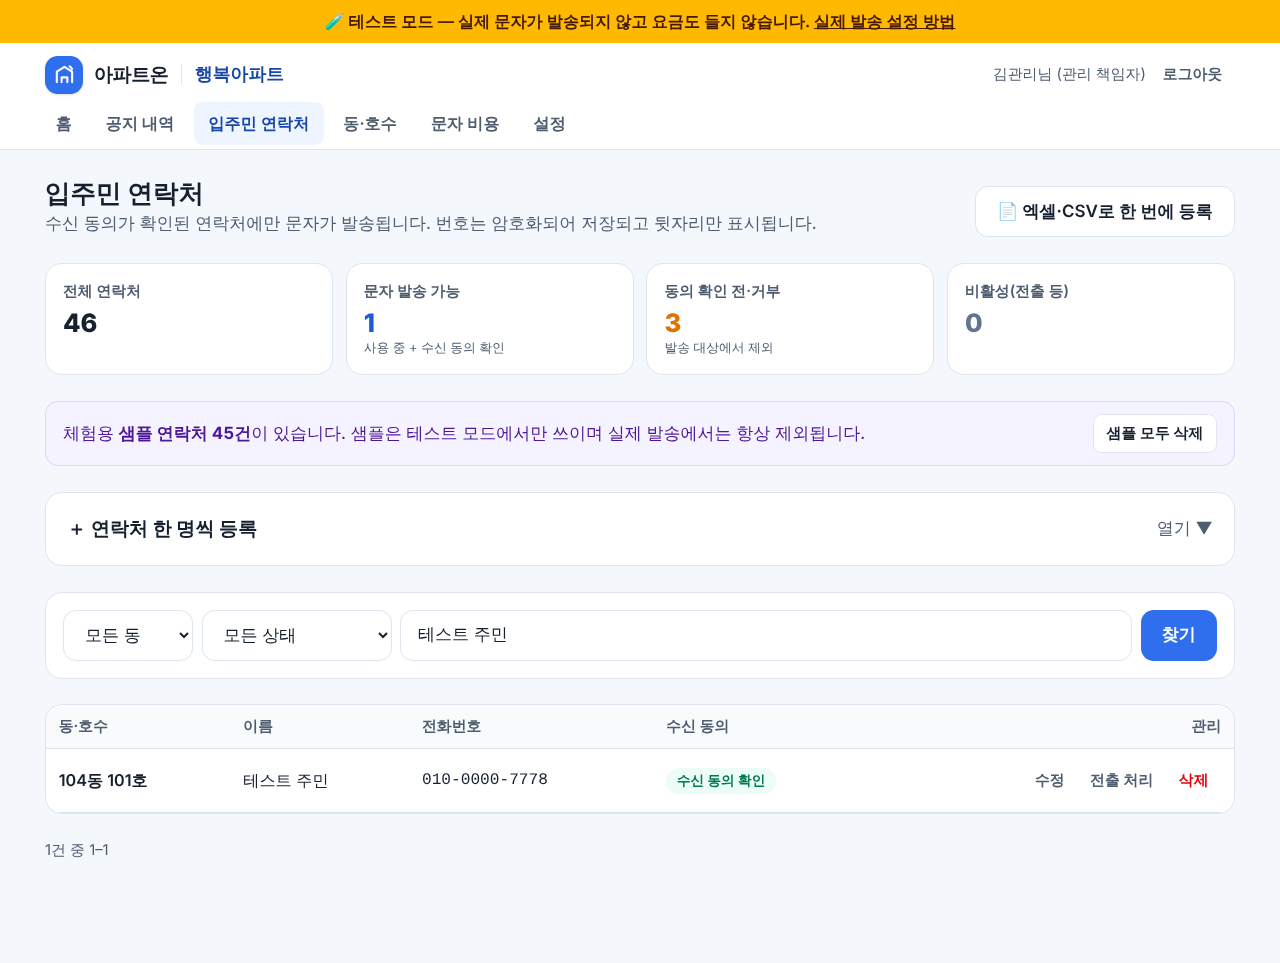 🧪 테스트 모드 — 실제 문자가 발송되지 않고 요금도 들지 않습니다. 실제 발송 설정 방법
아파트온 행복아파트 김관리님 (관리 책임자) 로그아웃
홈 공지 내역 입주민 연락처 동·호수 문자 비용 설정
입주민 연락처
수신 동의가 확인된 연락처에만 문자가 발송됩니다. 번호는 암호화되어 저장되고 뒷자리만 표시됩니다.
📄 엑셀·CSV로 한 번에 등록
전체 연락처 문자 발송 가능 동의 확인 전·거부 비활성(전출 등)
46 1 3 0
사용 중 + 수신 동의 확인 발송 대상에서 제외
체험용 샘플 연락처 45건이 있습니다. 샘플은 테스트 모드에서만 쓰이며 실제 발송에서는 항상 제외됩니다. 샘플 모두 삭제
+ 연락처 한 명씩 등록 열기 ▼
모든 동 모든 상태 테스트 주민 찾기
동·호수 이름 전화번호 수신 동의 관리
104동 101호 테스트 주민 010-0000-7778 수신 동의 확인 수정 전출 처리 삭제
1건 중 1–1